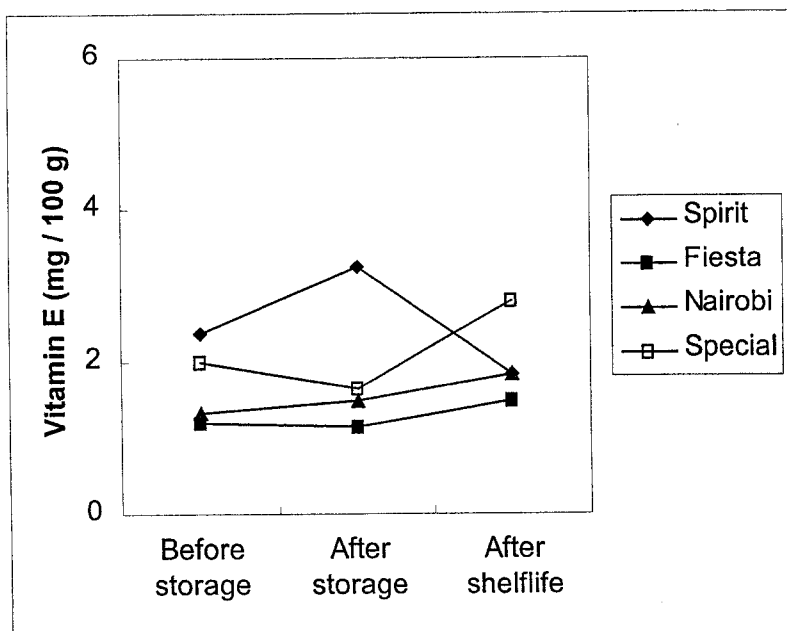 Vitamin E (mg / 100 g)
6
4
2
0
Before
storage
After
storage
After
shelflife
Spirit
Fiesta
Nairobi
Special